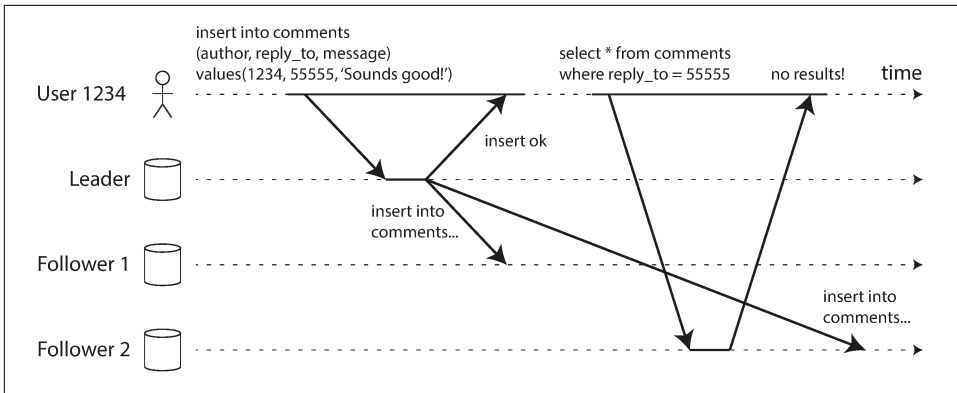 insert into comments
(author, reply_to, message)
values(1234, 55555, ‘Sounds good!’)
select * from comments
where reply_to = 55555
no results!
time
User 1234
insert ok
Leader
insert into
comments...
Follower 1
insert into
comments...
Follower 2